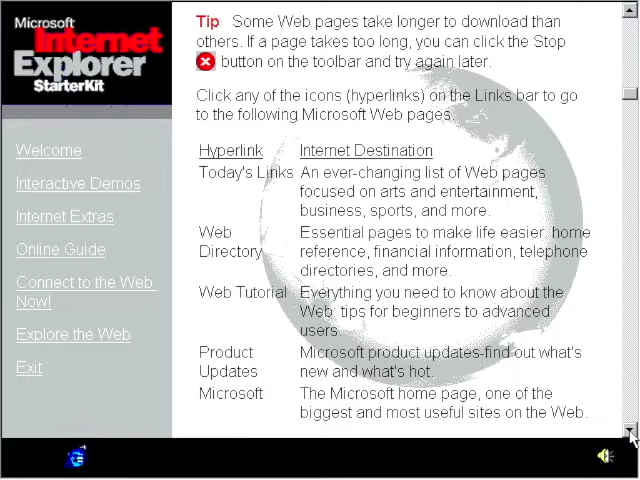 Microsoft
Internet
Explorer
StarterKit
Welcome
Interactive Demos
Internet Extras
Online Guide
Connect to the Web
Now!
Explore the Web
Exit
Tip Some Web pages take longer to download than
others. If a page takes too long, you can click the Stop
button on the toolbar and try again later.
Click any of the icons (hyperlinks) on the Links bar to go
to the following Microsoft Web pages.
Hyperlink Internet Destination
Today's Links An ever-changing list of Web pages
focused on arts and entertainment,
business, sports, and more.
Web Essential pages to make life easier: home
Directory reference, financial information, telephone
directories, and more.
Web Tutorial Everything you need to know about the
Web: tips for beginners to advanced
users.
Product Microsoft product updates-find out what's
Updates new and what's hot.
Microsoft The Microsoft home page, one of the
biggest and most useful sites on the Web.